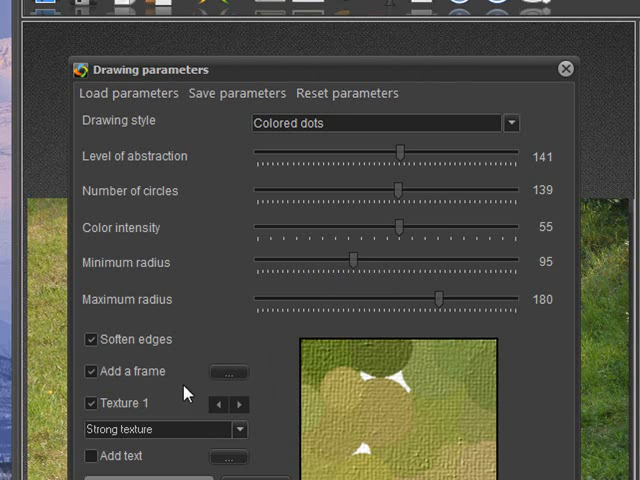 Drawing parameters
Load parameters Save parameters Reset parameters
Drawing style Colored dots
Level of abstraction 141
Number of circles 139
Color intensity 55
Minimum radius 95
Maximum radius 180
Soften edges
Add a frame ...
Texture 1
Strong texture
Add text ...